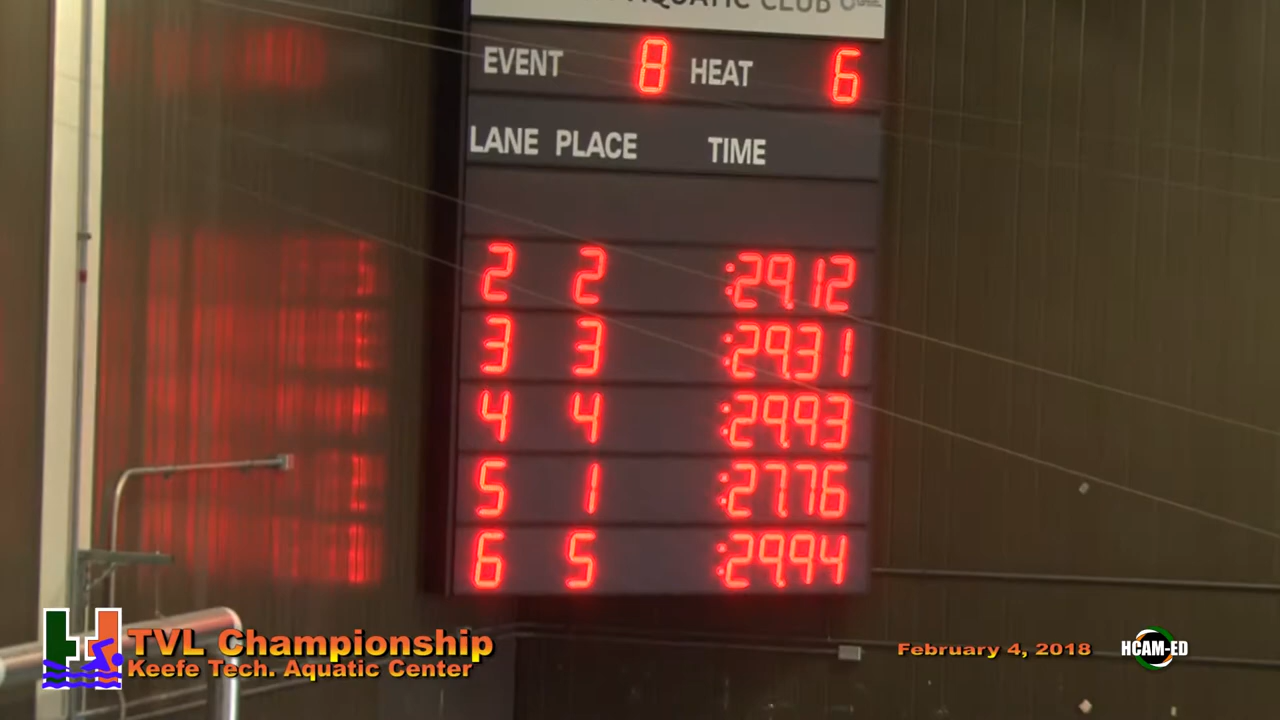 AQUATIC CLUB
EVENT 8 HEAT 6
LANE PLACE TIME
2 2 :29.12
3 3 :29.31
4 4 :29.93
5 1 :27.76
6 5 :29.94
TVL Championship
Keefe Tech. Aquatic Center
February 4, 2018
HCAM-ED
H